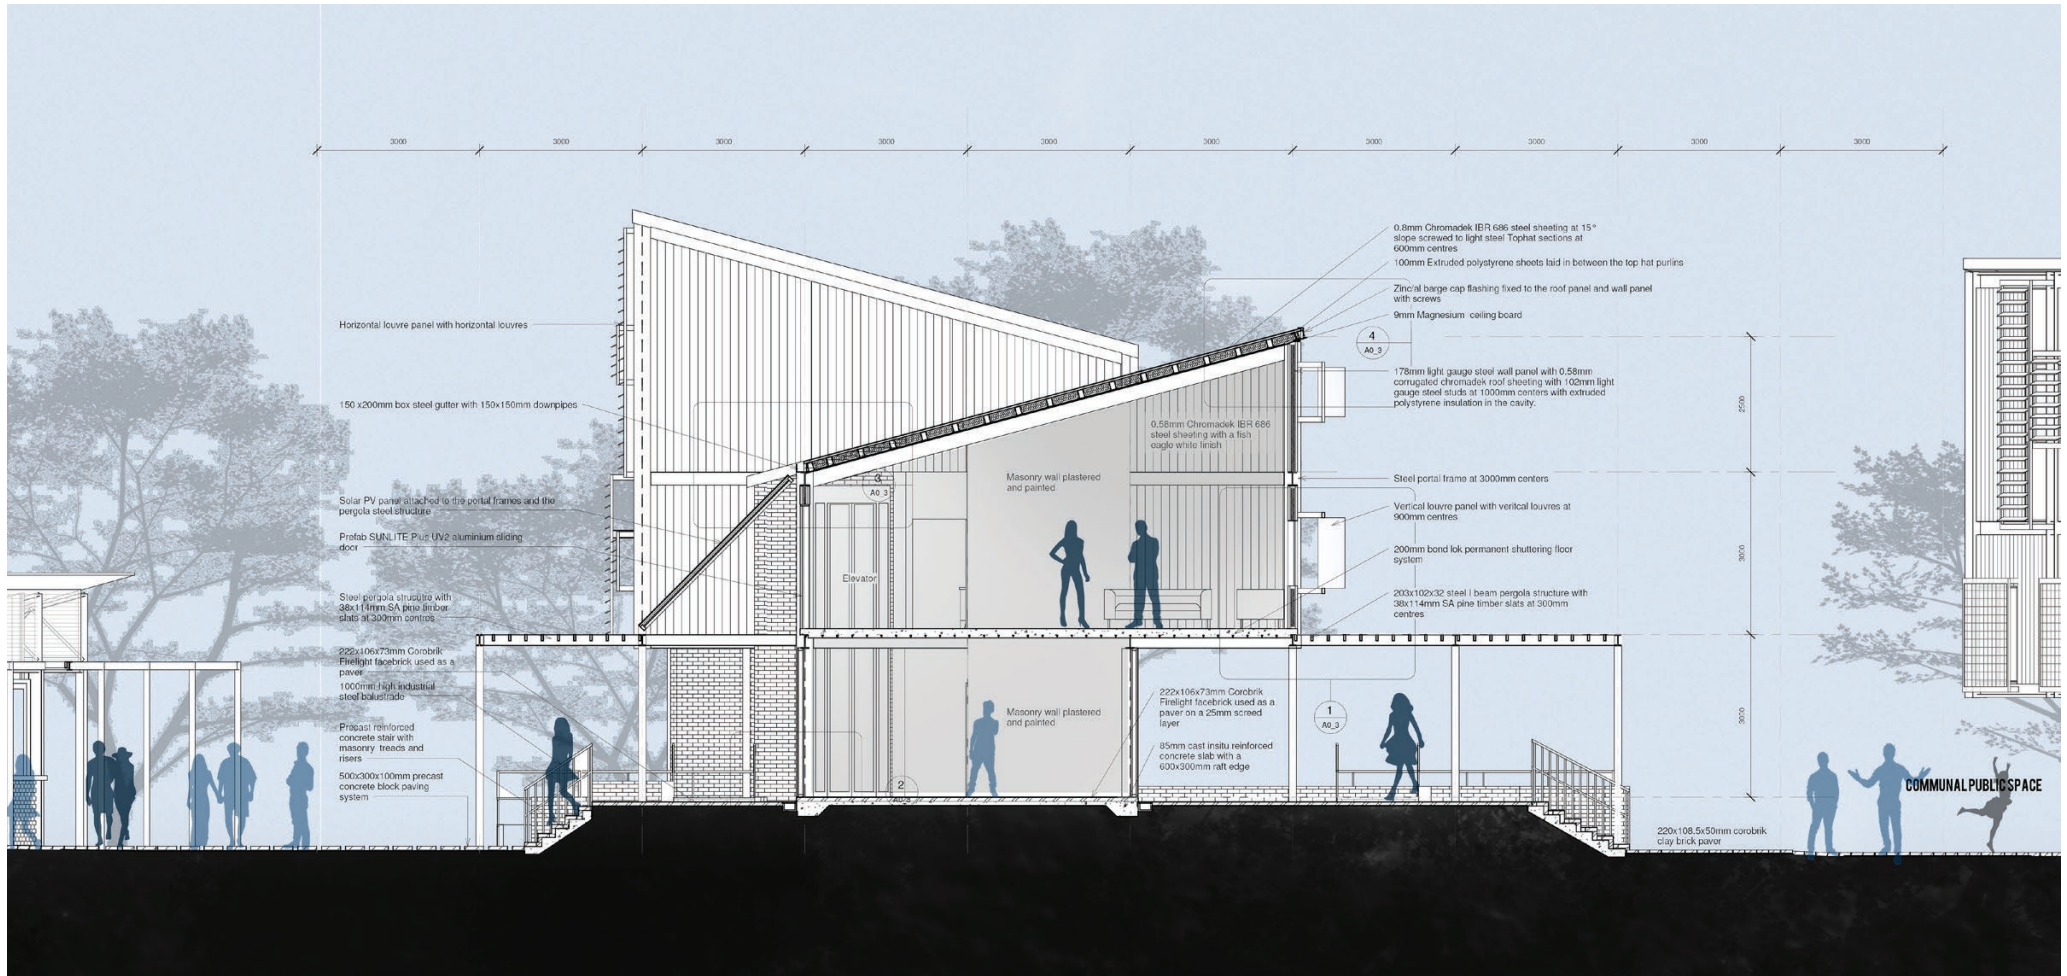 3000
3000
3000
3000
3000
3000
3000
3000
3000
3000
Horizontal louvre panel with horizontal louvres
150 x200mm box steel gutter with 150x150mm downpipes
Solar PV panel attached to the portal frames and the
pergola steel structure
Prefab SUNLITE Plus UV2 aluminium sliding
door
Steel pergola strucutre with
38x114mm SA pine timber
slats at 300mm centres
222x106x73mm Corobrik
Firelight facebrick used as a
paver
1000mm high industrial
steel balustrade
Precast reinforced
concrete stair with
masonry treads and
risers
500x300x100mm precast
concrete block paving
system
3
A0_3
Elevator
2
A0_3
0.58mm Chromadek IBR 686
steel sheeting with a fish
eagle white finish
Masonry wall plastered
and painted
Masonry wall plastered
and painted
222x106x73mm Corobrik
Firelight facebrick used as a
paver on a 25mm screed
layer
85mm cast insitu reinforced
concrete slab with a
600x300mm raft edge
1
A0_3
0.8mm Chromadek IBR 686 steel sheeting at 15°
slope screwed to light steel Tophat sections at
600mm centres
100mm Extruded polystyrene sheets laid in between the top hat purlins
Zincal barge cap flashing fixed to the roof panel and wall panel
with screws
9mm Magnesium ceiling board
4
A0_3
178mm light gauge steel wall panel with 0.58mm
corrugated chromadek roof sheeting with 102mm light
gauge steel studs at 1000mm centers with extruded
polystyrene insulation in the cavity.
Steel portal frame at 3000mm centers
Vertical louvre panel with veritcal louvres at
900mm centres
200mm bond lok permanent shuttering floor
system
203x102x32 steel I beam pergola structure with
38x114mm SA pine timber slats at 300mm
centres
2500
3000
3000
220x108.5x50mm corobrik
clay brick paver
COMMUNAL PUBLIC SPACE